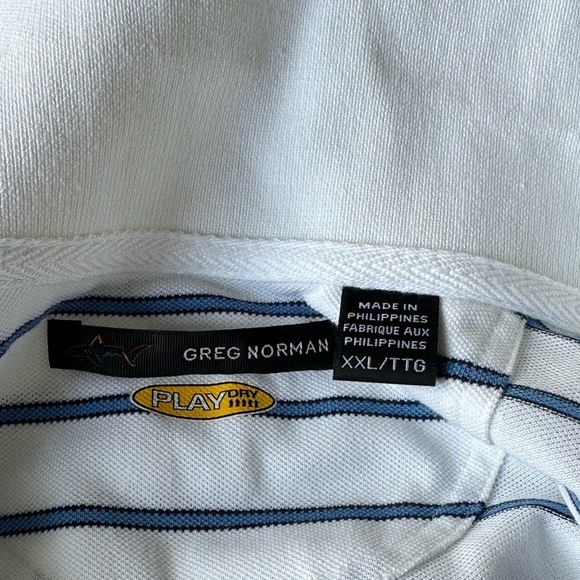 GREG NORMAN
MADE IN
PHILIPPINES
FABRIQUE AUX
PHILIPPINES
XXL/TTG
PLAY DRY